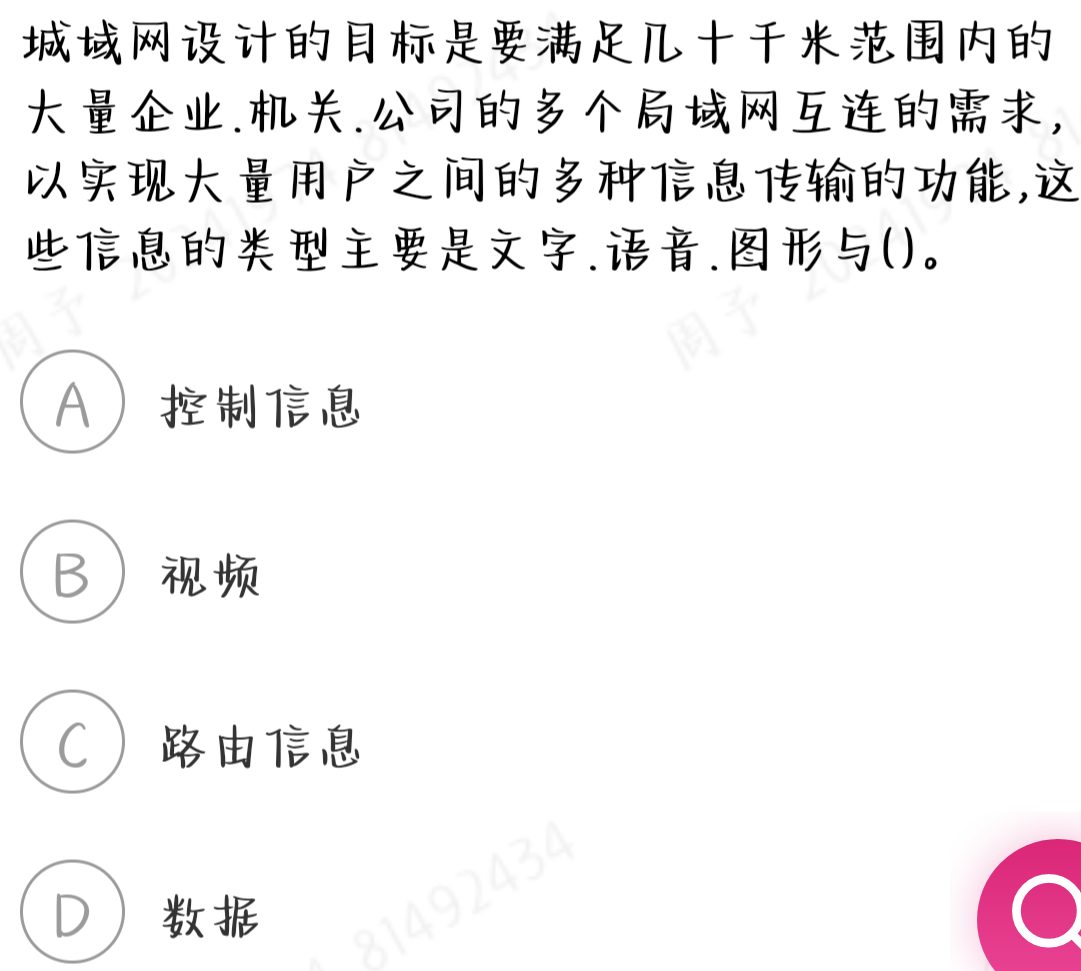 城域网设计的目标是要满足几十千米范围内的
大量企业.机关.公司的多个局域网互连的需求,
以实现大量用户之间的多种信息传输的功能,这
些信息的类型主要是文字.语音.图形与()。
A 控制信息
B 视频
C 路由信息
D 数据